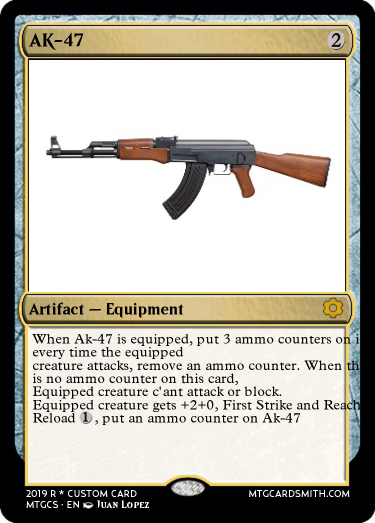 AK-47 2
Artifact — Equipment
When Ak-47 is equipped, put 3 ammo counters on i
every time the equipped
creature attacks, remove an ammo counter. When th
is no ammo counter on this card,
Equipped creature c'ant attack or block.
Equipped creature gets +2+0, First Strike and Reach
Reload 1 , put an ammo counter on Ak-47
2019 R * CUSTOM CARD
MTGCS · EN Juan Lopez
MTGCARDSMITH.COM